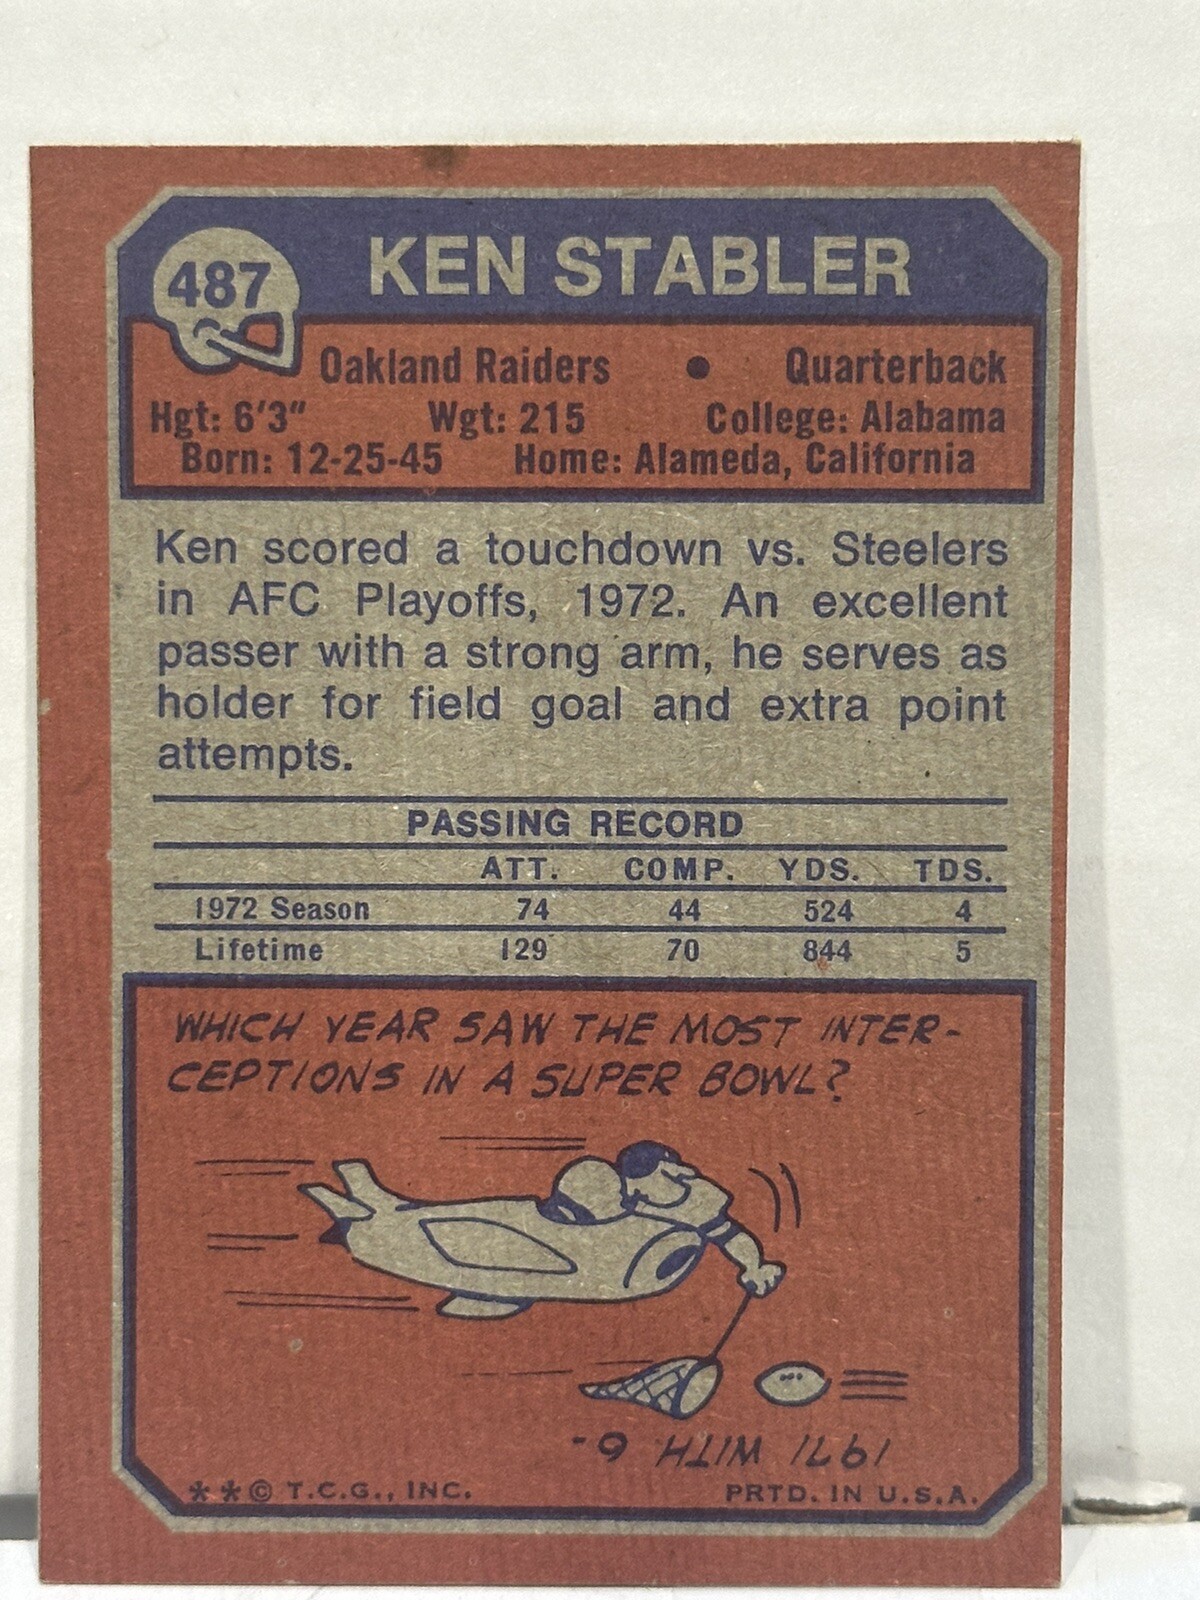 487
KEN STABLER
Oakland Raiders • Quarterback
Hgt: 6'3" Wgt: 215 College: Alabama
Born: 12-25-45 Home: Alameda, California
Ken scored a touchdown vs. Steelers
in AFC Playoffs, 1972. An excellent
passer with a strong arm, he serves as
holder for field goal and extra point
attempts.
PASSING RECORD
ATT. COMP. YDS. TDS.
1972 Season 74 44 524 4
Lifetime 129 70 844 5
WHICH YEAR SAW THE MOST INTER-
CEPTIONS IN A SUPER BOWL?
1971 WITH 6-
** © T.C.G., INC. PRTD. IN U.S.A.